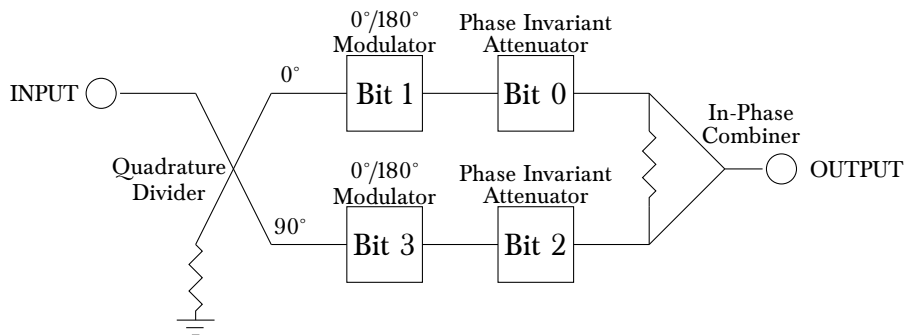 0°/180°
Modulator
Phase Invariant
Attenuator
INPUT
0°
Bit 1
Bit 0
In-Phase
Combiner
Quadrature
Divider
OUTPUT
0°/180°
Modulator
Phase Invariant
Attenuator
90°
Bit 3
Bit 2